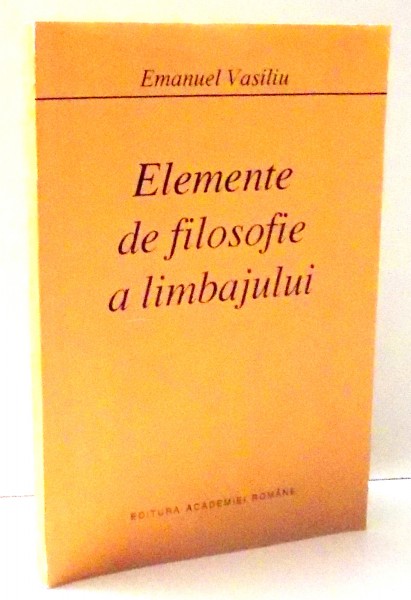 Emanuel Vasiliu
Elemente
de filosofie
a limbajului
EDITURA ACADEMIEI ROMÂNE